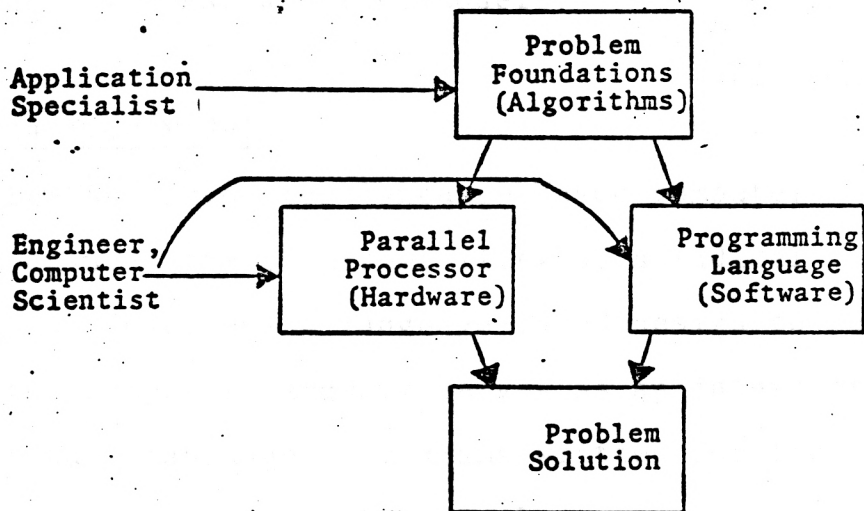 Problem
Foundations
(Algorithms)
Application
Specialist
Engineer,
Computer
Scientist
Parallel
Processor
(Hardware)
Programming
Language
(Software)
Problem
Solution